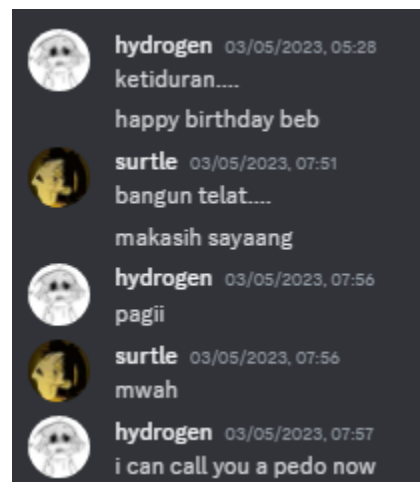 hydrogen 03/05/2023, 05:28
ketiduran....
happy birthday beb
surtle 03/05/2023, 07:51
bangun telat....
makasih sayaang
hydrogen 03/05/2023, 07:56
pagii
surtle 03/05/2023, 07:56
mwah
hydrogen 03/05/2023, 07:57
i can call you a pedo now